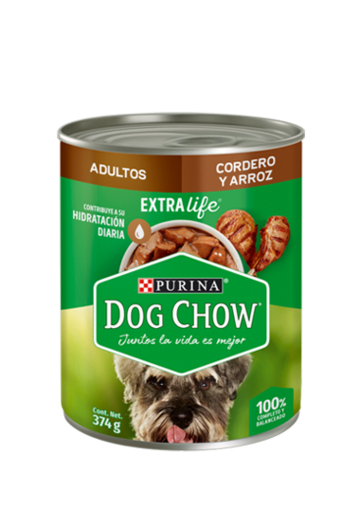 ADULTOS
CORDERO
Y ARROZ
EXTRA life®
CONTRIBUYE A SU
HIDRATACIÓN
DIARIA
PURINA®
DOG CHOW®
Juntos la vida es mejor
Cont. Net.
374 g
100%
COMPLETO Y
BALANCEADO